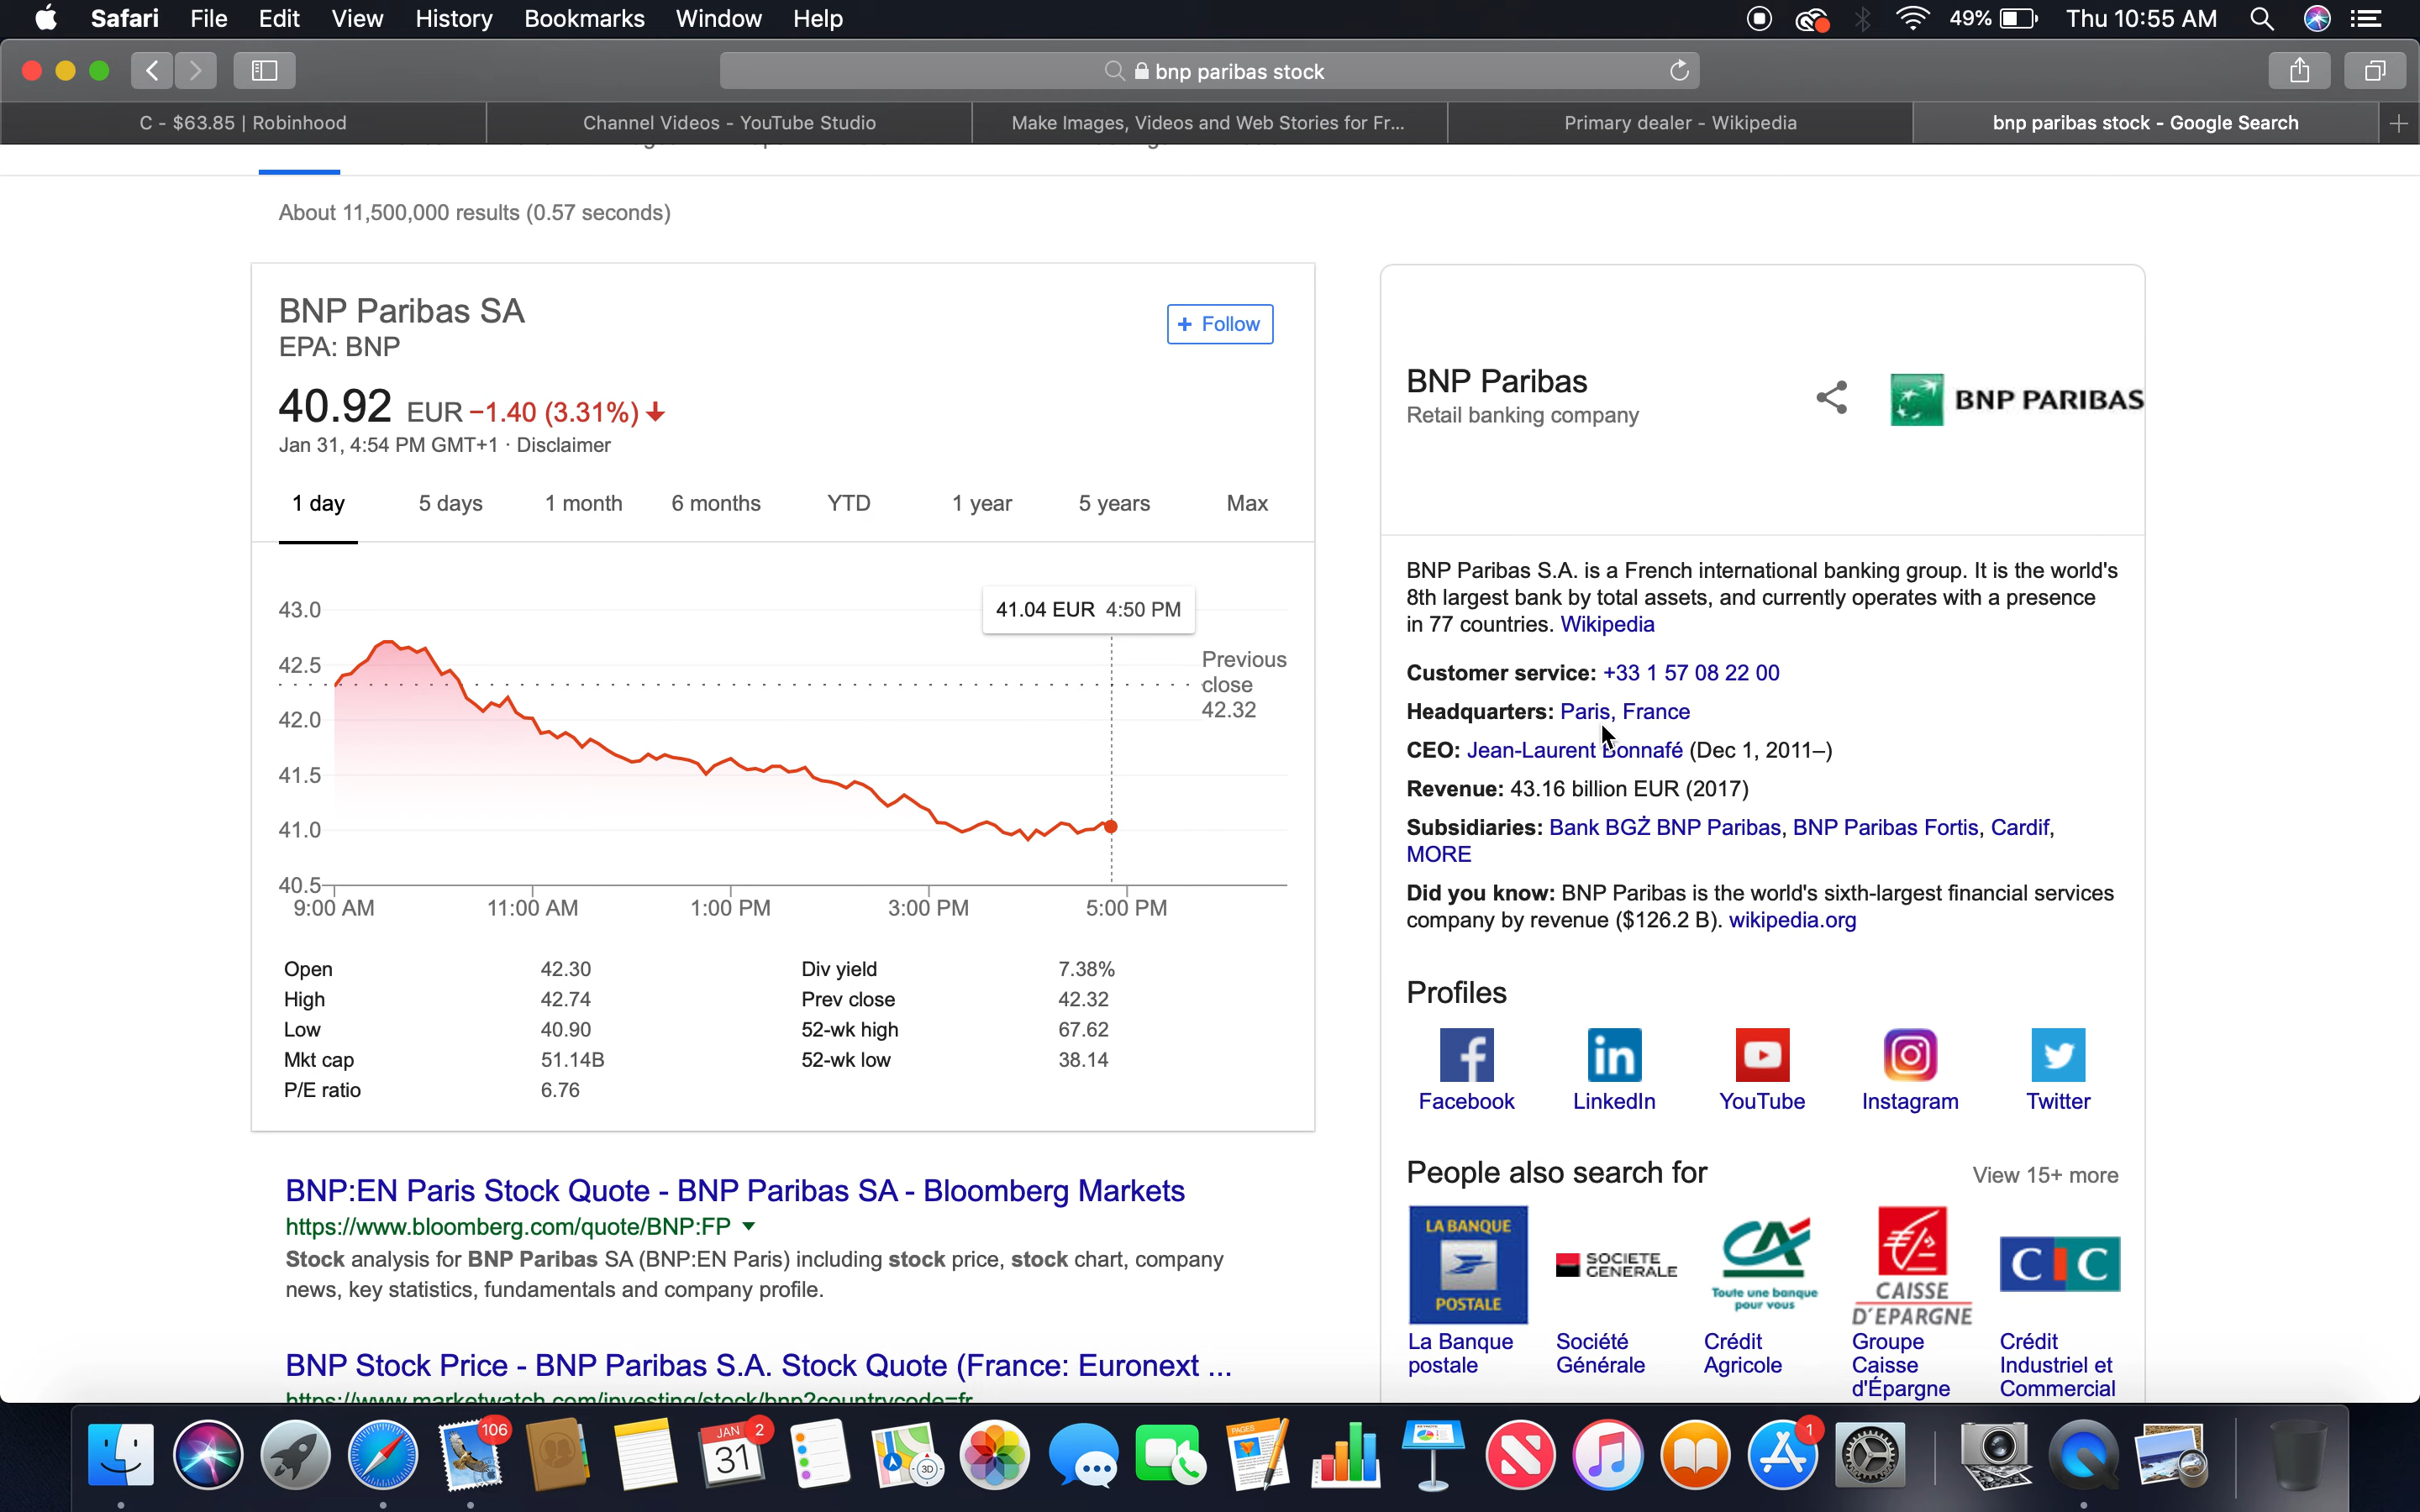 Safari File Edit View History Bookmarks Window Help 49% Thu 10:55 AM
bnp paribas stock
C - $63.85 | Robinhood Channel Videos - YouTube Studio Make Images, Videos and Web Stories for Fr... Primary dealer - Wikipedia bnp paribas stock - Google Search
About 11,500,000 results (0.57 seconds)
BNP Paribas SA
EPA: BNP
+ Follow
40.92 EUR −1.40 (3.31%)
Jan 31, 4:54 PM GMT+1 · Disclaimer
1 day 5 days 1 month 6 months YTD 1 year 5 years Max
41.04 EUR 4:50 PM
43.0
42.5
42.0
41.5
41.0
40.5
Previous
close
42.32
9:00 AM 11:00 AM 1:00 PM 3:00 PM 5:00 PM
Open 42.30 Div yield 7.38%
High 42.74 Prev close 42.32
Low 40.90 52-wk high 67.62
Mkt cap 51.14B 52-wk low 38.14
P/E ratio 6.76
BNP:EN Paris Stock Quote - BNP Paribas SA - Bloomberg Markets
https://www.bloomberg.com/quote/BNP:FP
Stock analysis for BNP Paribas SA (BNP:EN Paris) including stock price, stock chart, company
news, key statistics, fundamentals and company profile.
BNP Stock Price - BNP Paribas S.A. Stock Quote (France: Euronext ...
https://www.marketwatch.com/investing/stock/bnp?countrycode=fr
BNP Paribas
Retail banking company
BNP PARIBAS
BNP Paribas S.A. is a French international banking group. It is the world's
8th largest bank by total assets, and currently operates with a presence
in 77 countries. Wikipedia
Customer service: +33 1 57 08 22 00
Headquarters: Paris, France
CEO: Jean-Laurent Bonnafé (Dec 1, 2011–)
Revenue: 43.16 billion EUR (2017)
Subsidiaries: Bank BGŻ BNP Paribas, BNP Paribas Fortis, Cardif,
MORE
Did you know: BNP Paribas is the world's sixth-largest financial services
company by revenue ($126.2 B). wikipedia.org
Profiles
Facebook LinkedIn YouTube Instagram Twitter
People also search for View 15+ more
LA BANQUE
POSTALE
SOCIETE
GENERALE
CA
Toute une banque
pour vous
CAISSE
D'EPARGNE
CIC
La Banque
postale
Société
Générale
Crédit
Agricole
Groupe
Caisse
d'Épargne
Crédit
Industriel et
Commercial
106
JAN
31
2
3D
PAGES
1